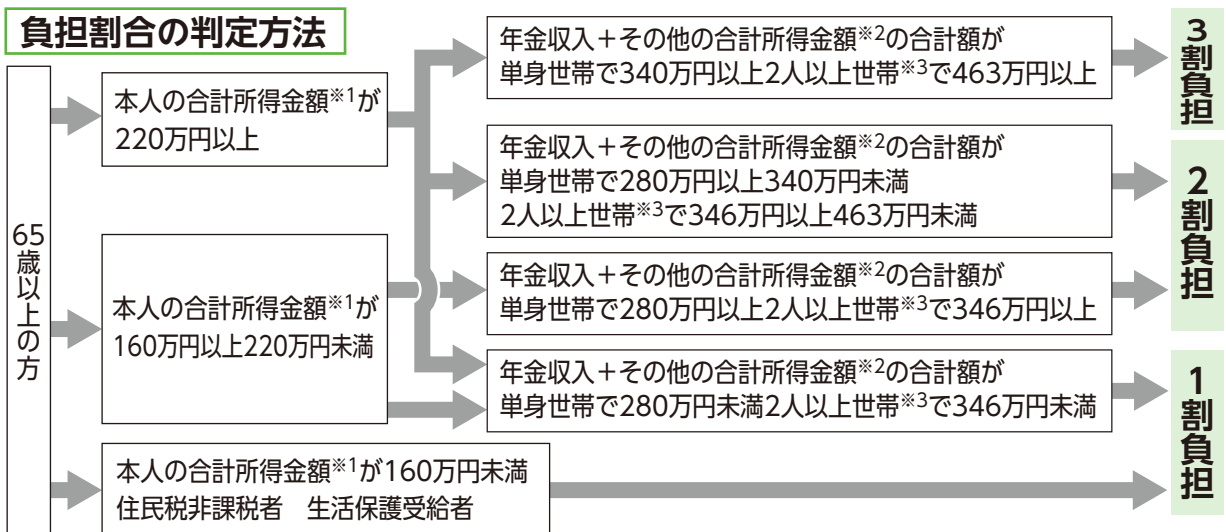 負担割合の判定方法
65歳以上の方
本人の合計所得金額※1が
220万円以上
本人の合計所得金額※1が
160万円以上220万円未満
本人の合計所得金額※1が160万円未満
住民税非課税者　生活保護受給者
年金収入＋その他の合計所得金額※2の合計額が
単身世帯で340万円以上2人以上世帯※3で463万円以上
年金収入＋その他の合計所得金額※2の合計額が
単身世帯で280万円以上340万円未満
2人以上世帯※3で346万円以上463万円未満
年金収入＋その他の合計所得金額※2の合計額が
単身世帯で280万円以上2人以上世帯※3で346万円以上
年金収入＋その他の合計所得金額※2の合計額が
単身世帯で280万円未満2人以上世帯※3で346万円未満
3割負担
2割負担
1割負担